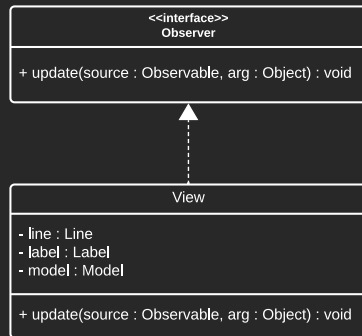 <<interface>>
Observer
+ update(source : Observable, arg : Object) : void
View
- line : Line
- label : Label
- model : Model
+ update(source : Observable, arg : Object) : void